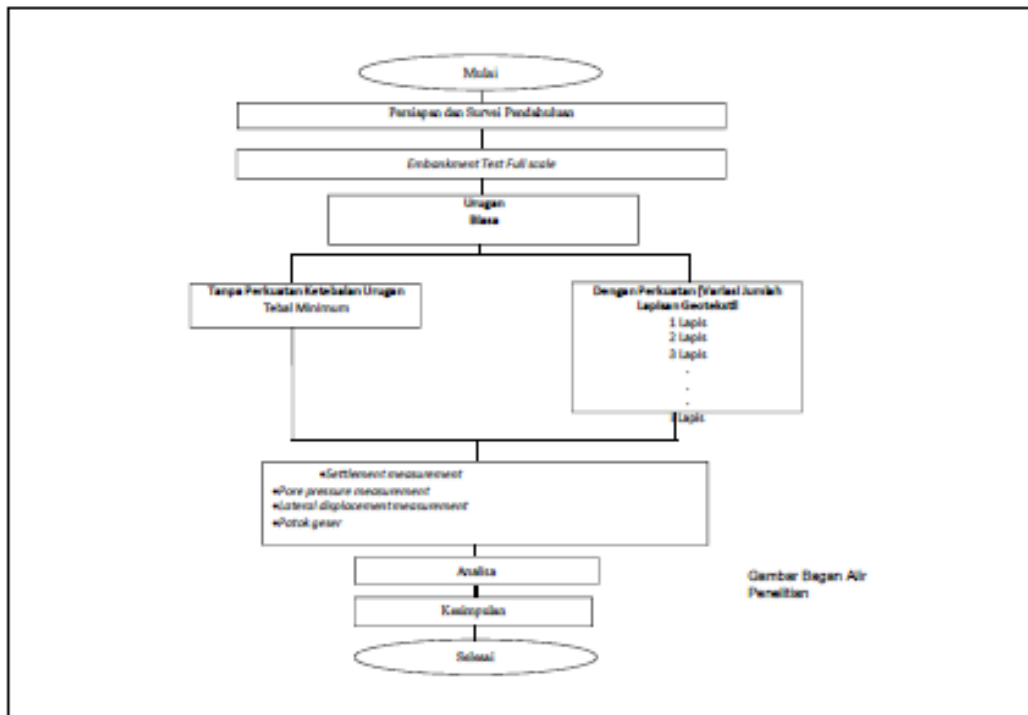 Mulai
Persiapan dan Survei Pendahuluan
Embankment Test Full scale
Urugan
Biasa
Tanpa Perkuatan Ketebalan Urugan
Tebal Minimum
Dengan Perkuatan (Variasi Jumlah
Lapisan Geotekstil
1 Lapis
2 Lapis
3 Lapis
.
.
.
Lapis
•Settlement measurement
•Pore pressure measurement
•Lateral displacement measurement
•Patok geser
Analisa
Kesimpulan
Selesai
Gambar Bagan Alir
Penelitian